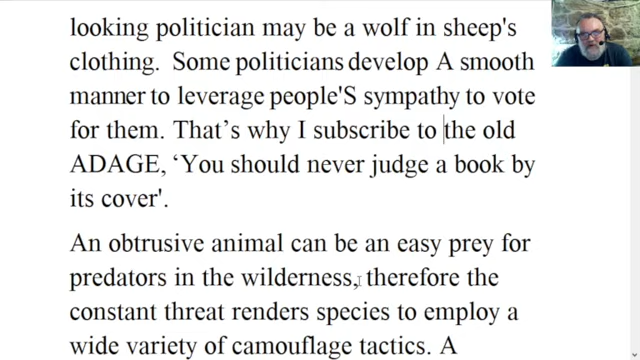 looking politician may be a wolf in sheep's
clothing.  Some politicians develop A smooth
manner to leverage people'S sympathy to vote
for them. That’s why I subscribe to the old
ADAGE, ‘You should never judge a book by
its cover'.
An obtrusive animal can be an easy prey for
predators in the wilderness, therefore the
constant threat renders species to employ a
wide variety of camouflage tactics. A